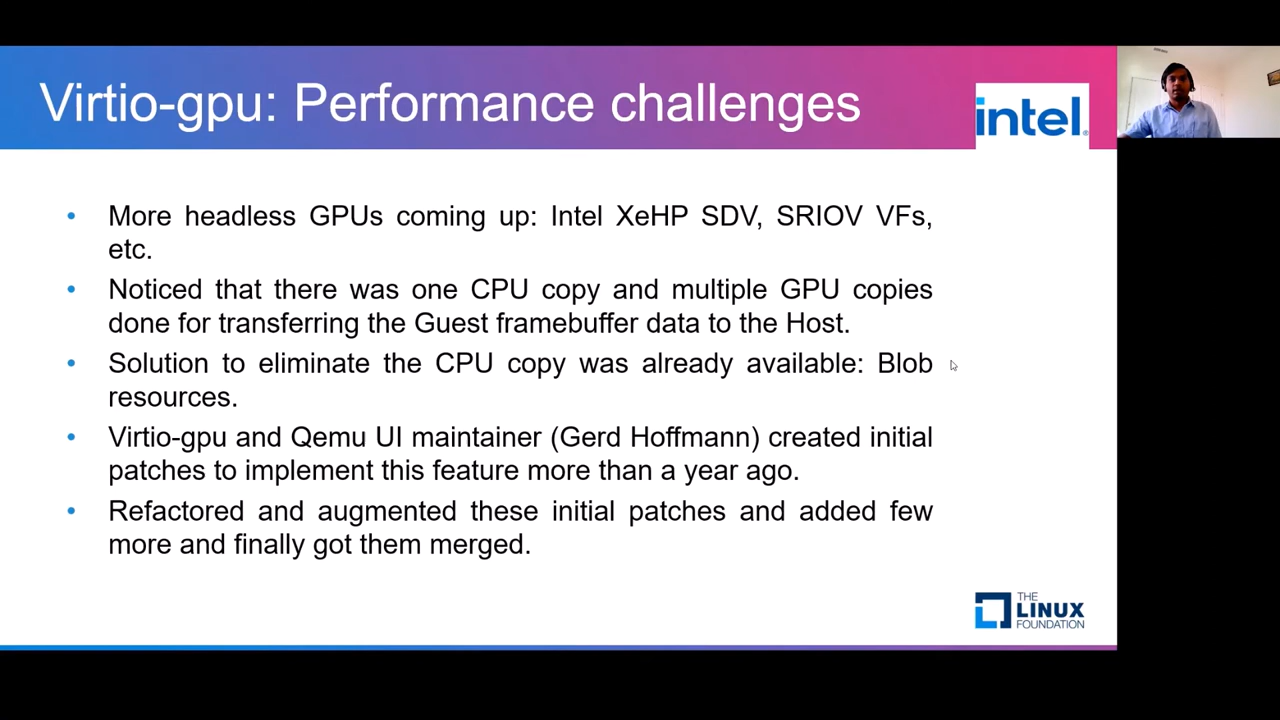 Virtio-gpu: Performance challenges
intel
• More headless GPUs coming up: Intel XeHP SDV, SRIOV VFs,
etc.
• Noticed that there was one CPU copy and multiple GPU copies
done for transferring the Guest framebuffer data to the Host.
• Solution to eliminate the CPU copy was already available: Blob
resources.
• Virtio-gpu and Qemu UI maintainer (Gerd Hoffmann) created initial
patches to implement this feature more than a year ago.
• Refactored and augmented these initial patches and added few
more and finally got them merged.
THE
LINUX
FOUNDATION